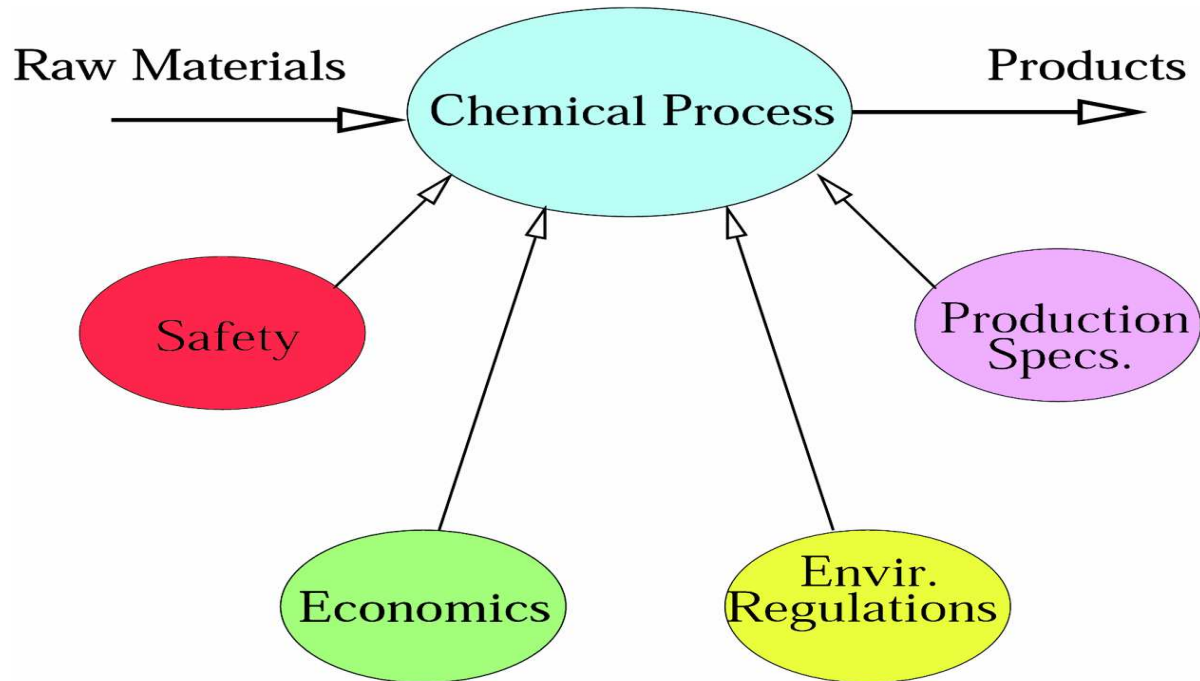 Raw Materials
Products
Chemical Process
Safety
Production
Specs.
Economics
Envir.
Regulations